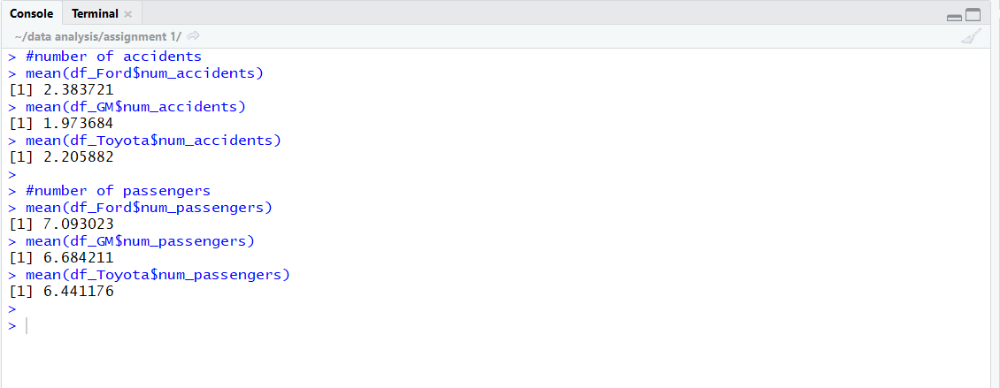 Console Terminal
~/data analysis/assignment 1/
> #number of accidents
> mean(df_Ford$num_accidents)
[1] 2.383721
> mean(df_GM$num_accidents)
[1] 1.973684
> mean(df_Toyota$num_accidents)
[1] 2.205882
>
> #number of passengers
> mean(df_Ford$num_passengers)
[1] 7.093023
> mean(df_GM$num_passengers)
[1] 6.684211
> mean(df_Toyota$num_passengers)
[1] 6.441176
>
>